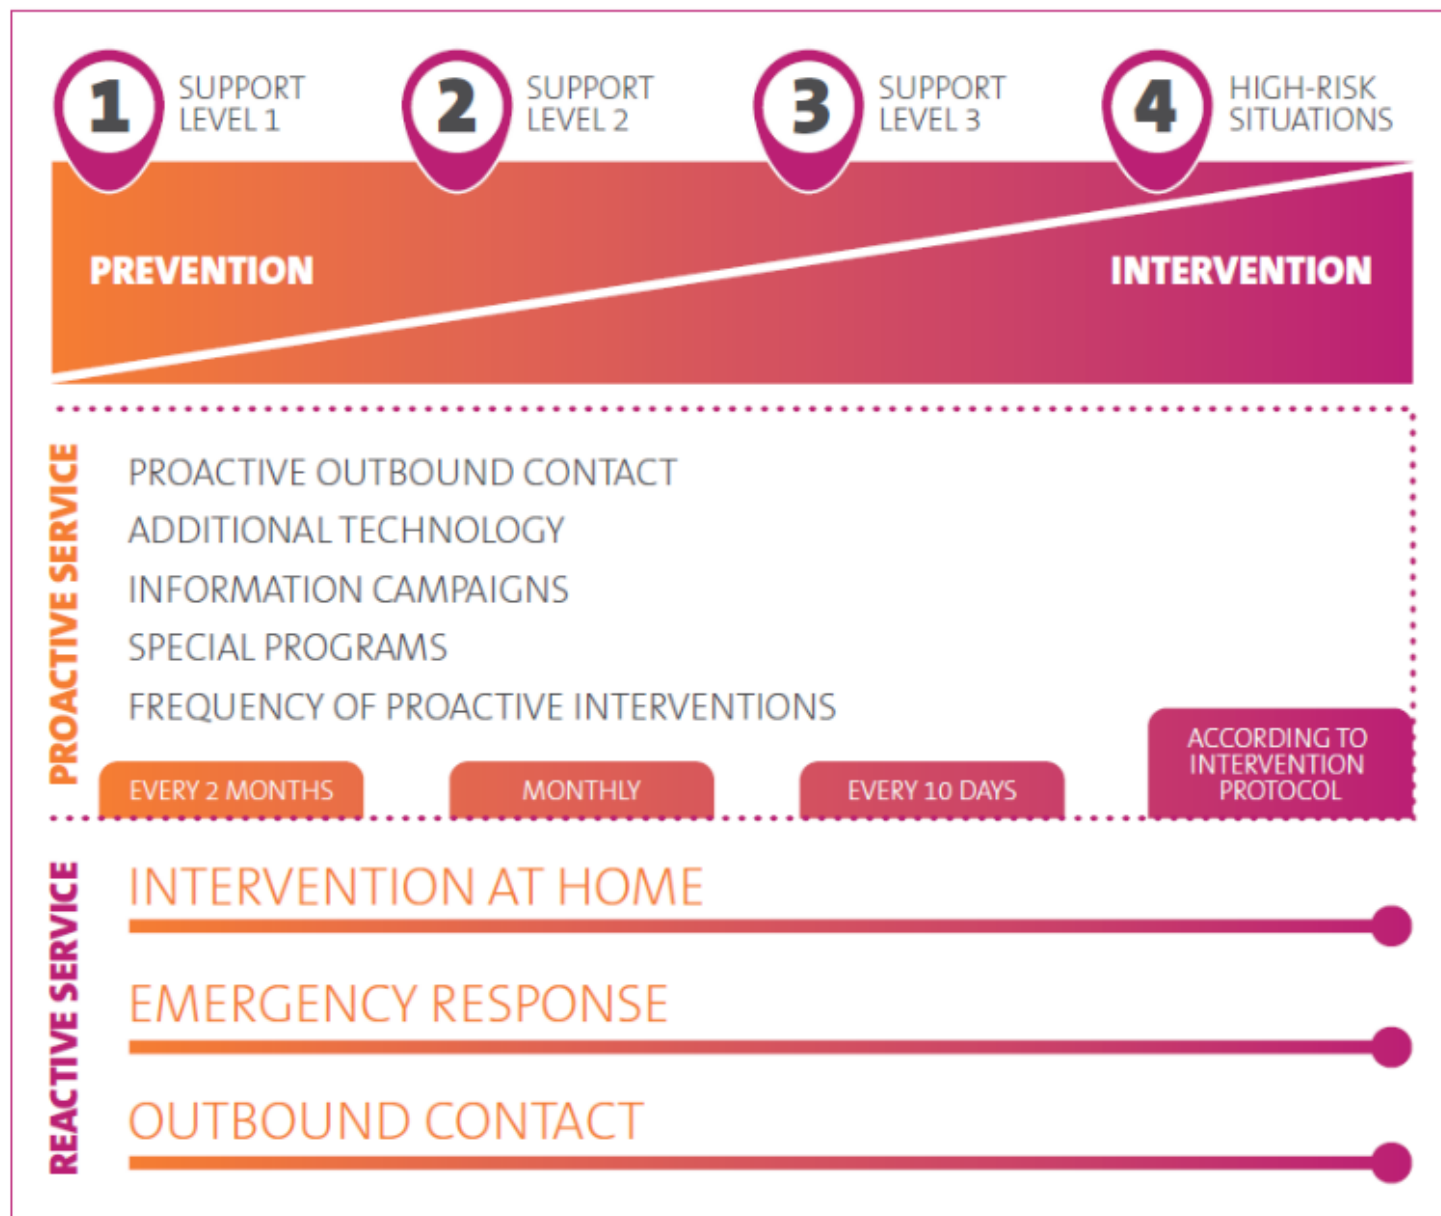 1
SUPPORT
LEVEL 1
2
SUPPORT
LEVEL 2
3
SUPPORT
LEVEL 3
4
HIGH-RISK
SITUATIONS
PREVENTION
INTERVENTION
PROACTIVE SERVICE
PROACTIVE OUTBOUND CONTACT
ADDITIONAL TECHNOLOGY
INFORMATION CAMPAIGNS
SPECIAL PROGRAMS
FREQUENCY OF PROACTIVE INTERVENTIONS
EVERY 2 MONTHS
MONTHLY
EVERY 10 DAYS
ACCORDING TO
INTERVENTION
PROTOCOL
REACTIVE SERVICE
INTERVENTION AT HOME
EMERGENCY RESPONSE
OUTBOUND CONTACT